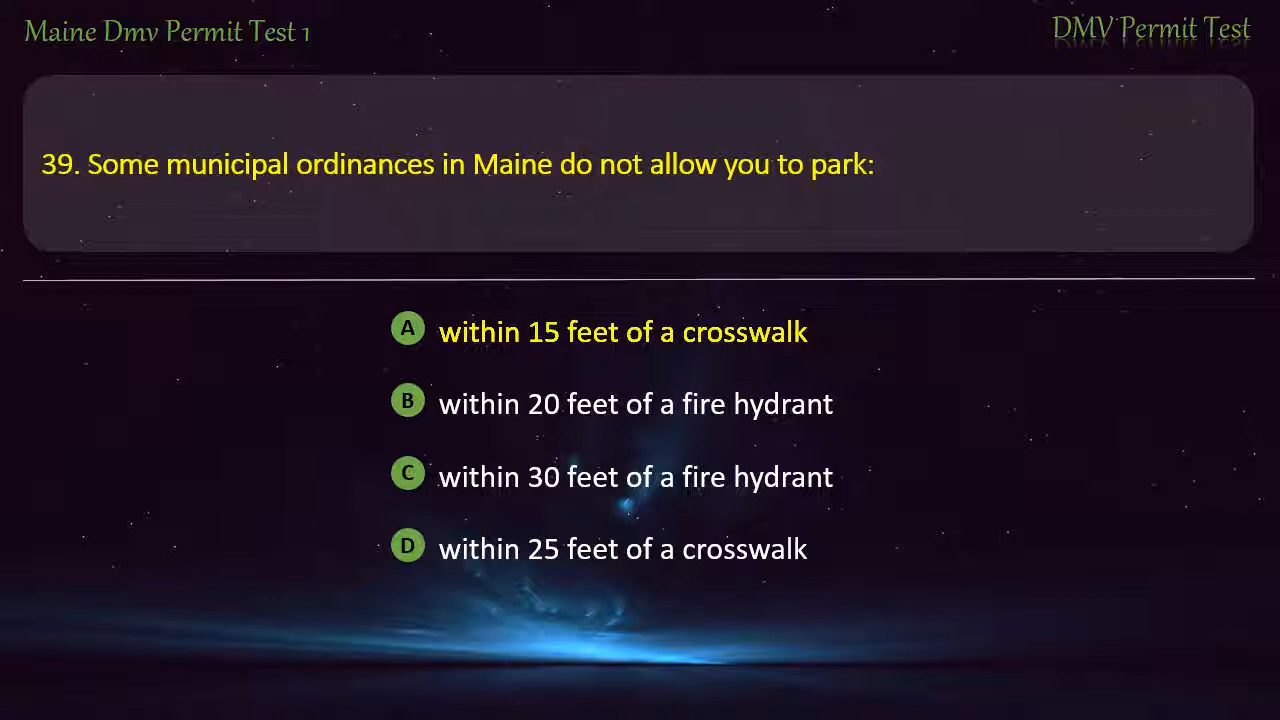 Maine Dmv Permit Test 1
DMV Permit Test
39. Some municipal ordinances in Maine do not allow you to park:
A within 15 feet of a crosswalk
B within 20 feet of a fire hydrant
C within 30 feet of a fire hydrant
D within 25 feet of a crosswalk